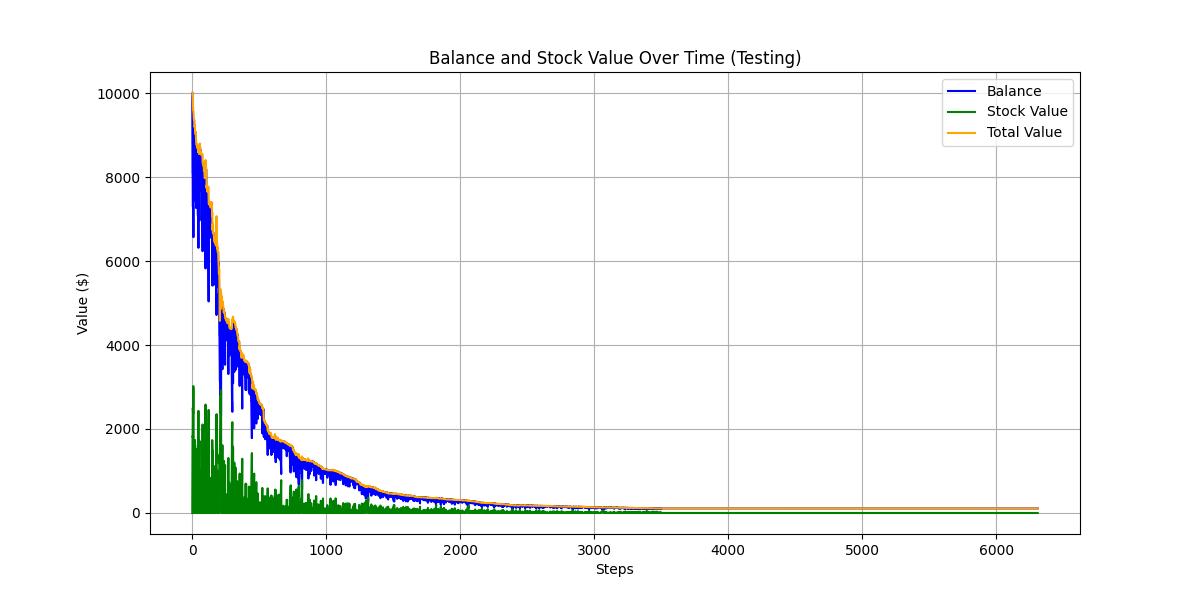 Balance and Stock Value Over Time (Testing)
Balance
Stock Value
Total Value
Value ($)
10000
8000
6000
4000
2000
0
0 1000 2000 3000 4000 5000 6000
Steps